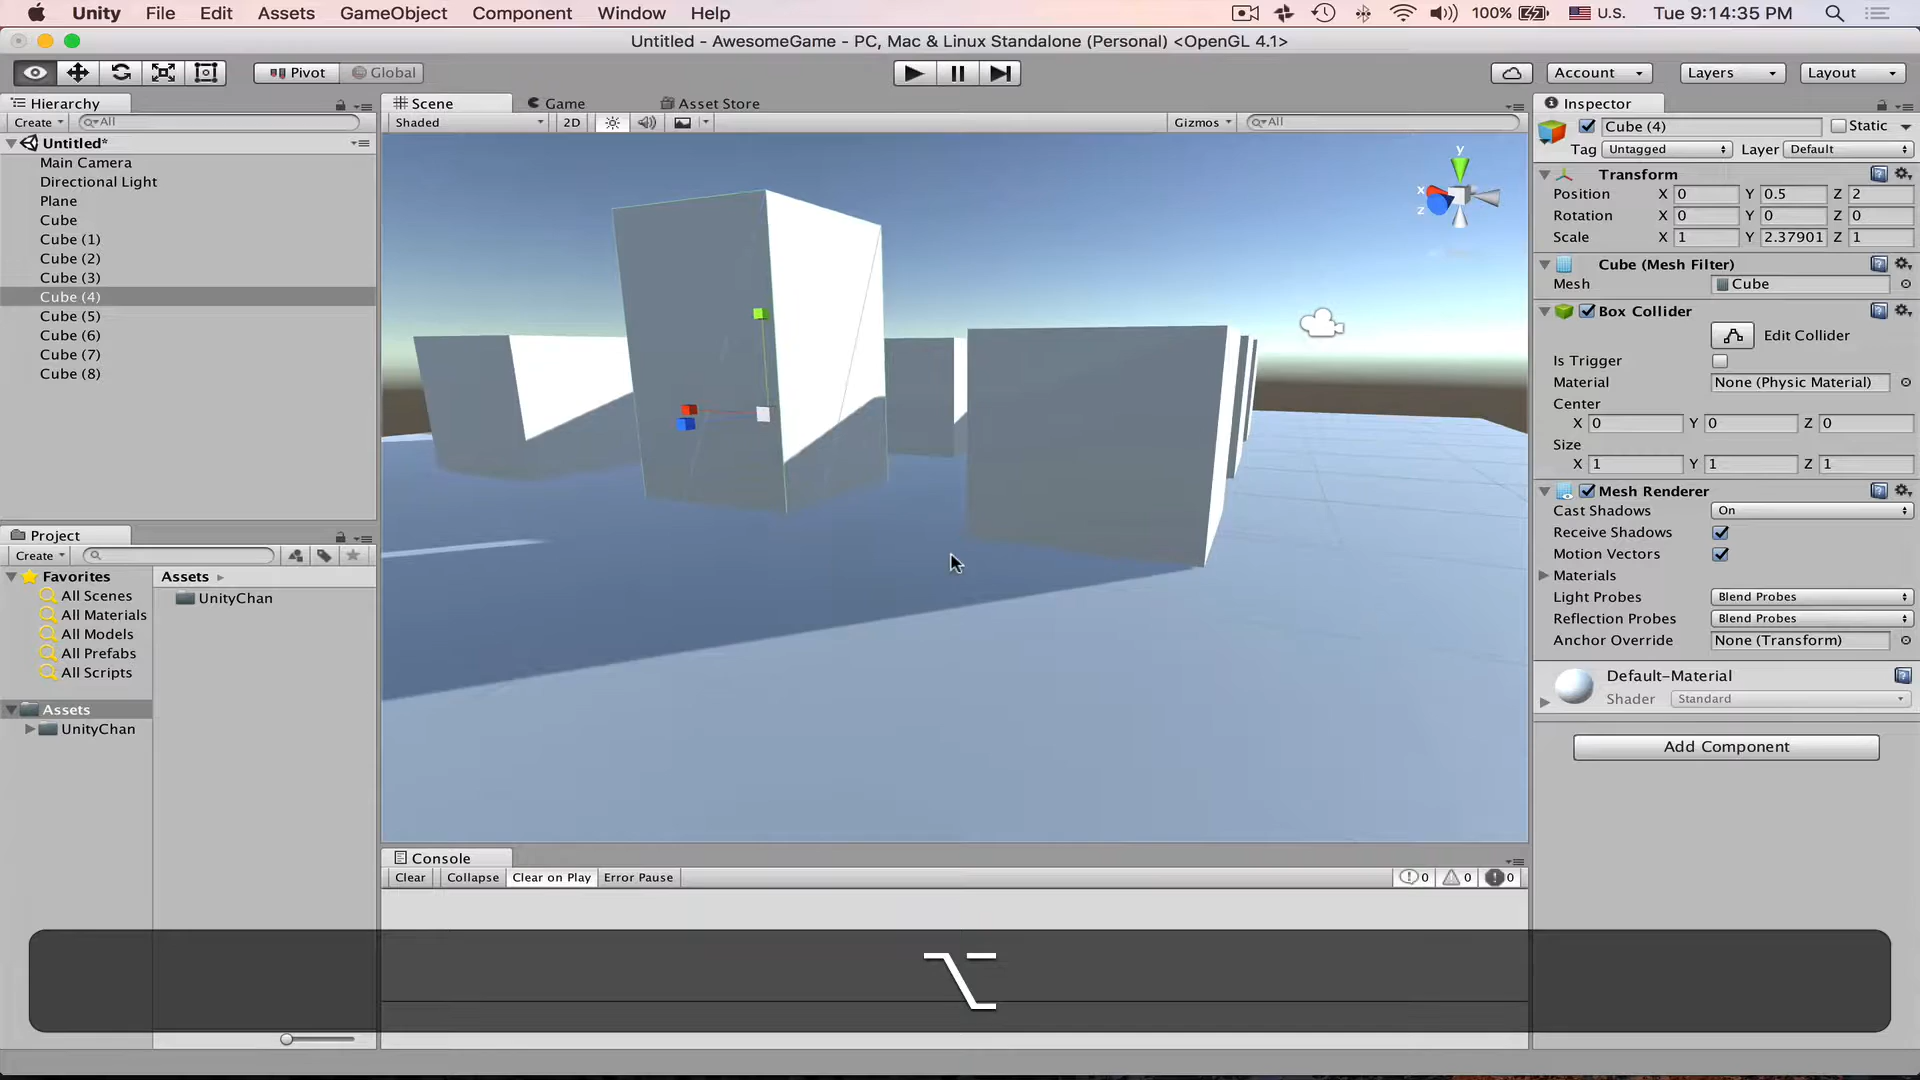 Unity File Edit Assets GameObject Component Window Help 100% U.S. Tue 9:14:35 PM
Untitled - AwesomeGame - PC, Mac & Linux Standalone (Personal) <OpenGL 4.1>
Pivot Global Account Layers Layout
Hierarchy
Create All
Untitled*
Main Camera
Directional Light
Plane
Cube
Cube (1)
Cube (2)
Cube (3)
Cube (4)
Cube (5)
Cube (6)
Cube (7)
Cube (8)
Project
Create
Favorites
All Scenes
All Materials
All Models
All Prefabs
All Scripts
Assets
UnityChan
Assets
UnityChan
Scene Game Asset Store
Shaded 2D Gizmos All
y
x
z
Console
Clear Collapse Clear on Play Error Pause 0 0 0
⌥
Inspector
Cube (4) Static
Tag Untagged Layer Default
Transform
Position X 0 Y 0.5 Z 2
Rotation X 0 Y 0 Z 0
Scale X 1 Y 2.37901 Z 1
Cube (Mesh Filter)
Mesh Cube
Box Collider
Edit Collider
Is Trigger
Material None (Physic Material)
Center
X 0 Y 0 Z 0
Size
X 1 Y 1 Z 1
Mesh Renderer
Cast Shadows On
Receive Shadows
Motion Vectors
Materials
Light Probes Blend Probes
Reflection Probes Blend Probes
Anchor Override None (Transform)
Default-Material
Shader Standard
Add Component